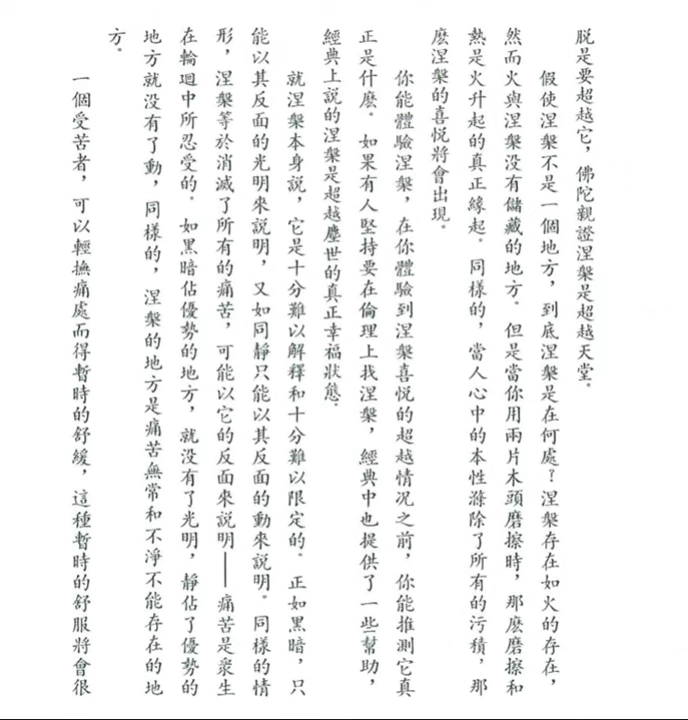 脫是要超越它，佛陀親證涅槃是超越天堂。
假使涅槃不是一個地方，到底涅槃是在何處？涅槃存在如火的存在，
然而火與涅槃没有儲藏的地方。但是當你用兩片木頭磨擦時，那麽磨擦和
熱是火升起的真正緣起。同樣的，當人心中的本性滌除了所有的污積，那
麽涅槃的喜悦將會出現。
你能體驗涅槃，在你體驗到涅槃喜悦的超越情况之前，你能推測它真
正是什麽。如果有人堅持要在倫理上找涅槃，經典中也提供了一些幫助，
經典上説的涅槃是超越塵世的真正幸福狀態。
就涅槃本身説，它是十分難以解釋和十分難以限定的。正如黑暗，只
能以其反面的光明來説明，又如同靜只能以其反面的動來説明。同樣的情
形，涅槃等於消滅了所有的痛苦，可能以它的反面來説明——痛苦是衆生
在輪迴中所忍受的。如黑暗佔優勢的地方，就没有了光明，靜佔了優勢的
地方就没有了動，同樣的，涅槃的地方是痛苦無常和不淨不能存在的地
方。
一個受苦者，可以輕撫痛處而得暫時的舒緩，這種暫時的舒服將會很